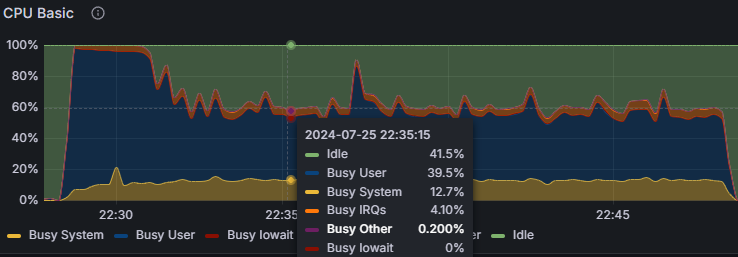 CPU Basic
100%
80%
60%
40%
20%
0%
2024-07-25 22:35:15
Idle 41.5%
Busy User 39.5%
Busy System 12.7%
Busy IRQs 4.10%
Busy Other 0.200%
Busy Iowait 0%
22:30 22:35 22:45
Busy System Busy User Busy Iowait Idle